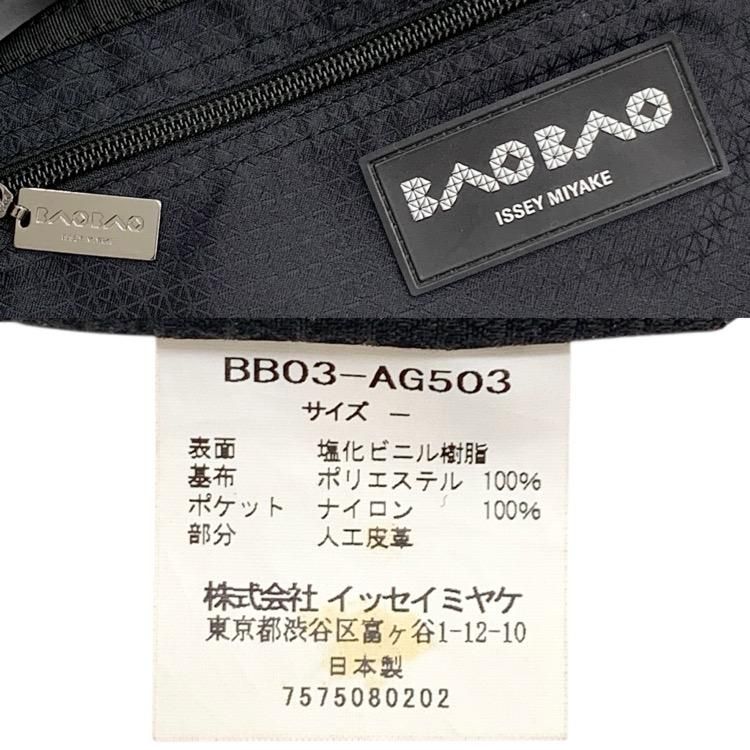 BAOBAO
ISSEY MIYAKE
BAOBAO
ISSEY MIYAKE
BB03-AG503
サイズ -
表面 塩化ビニル樹脂
基布 ポリエステル 100%
ポケット ナイロン 100%
部分 人工皮革
株式会社 イッセイミヤケ
東京都渋谷区富ヶ谷1-12-10
日本製
7575080202